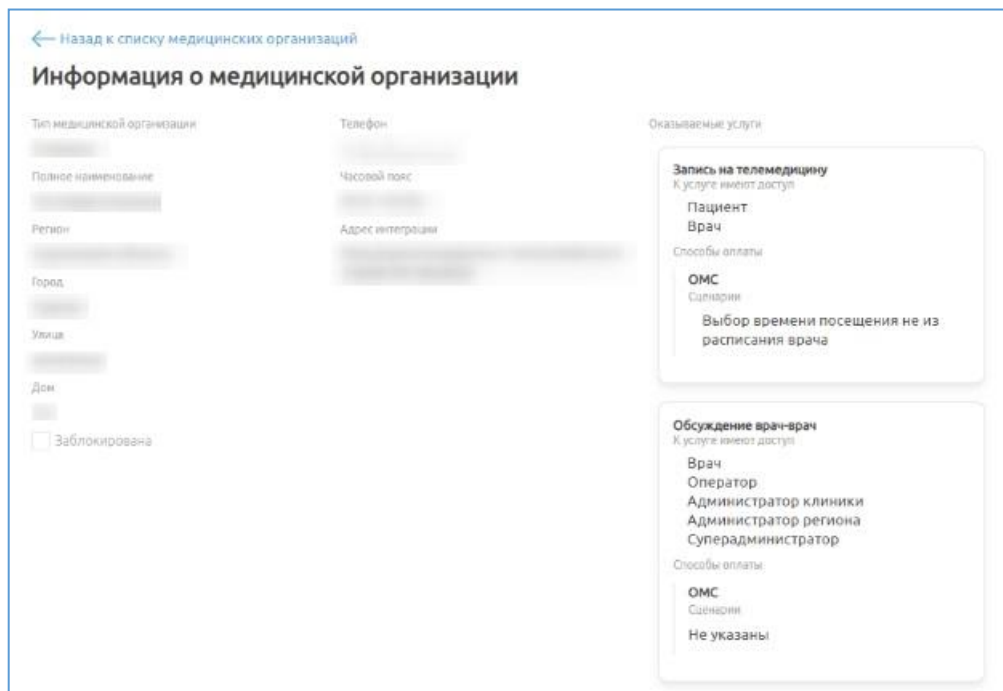 Назад к списку медицинских организаций
Информация о медицинской организации
Тип медицинской организации
Полное наименование
Регион
Город
Улица
Дом
Заблокирована
Телефон
Часовой пояс
Адрес интеграции
Оказываемые услуги
Запись на телемедицину
К услуге имеют доступ
Пациент
Врач
Способы оплаты
ОМС
Сценарии
Выбор времени посещения не из
расписания врача
Обсуждение врач-врач
К услуге имеют доступ
Врач
Оператор
Администратор клиники
Администратор региона
Суперадминистратор
Способы оплаты
ОМС
Сценарии
Не указаны